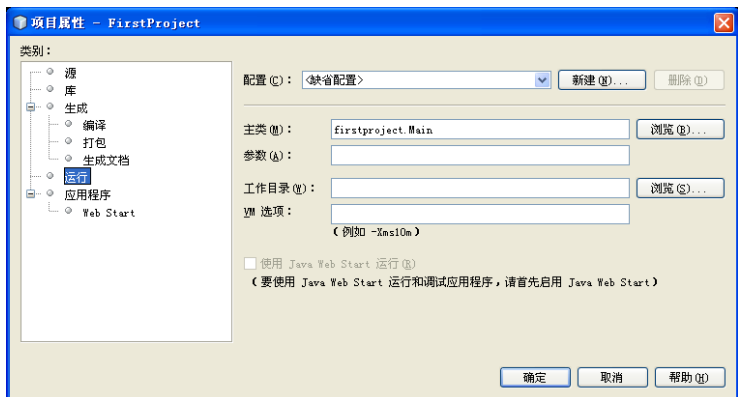 项目属性 - FirstProject
类别：
源
库
生成
编译
打包
生成文档
运行
应用程序
Web Start
配置(C)： <缺省配置> 新建(N)... 删除(D)
主类(M)： firstproject.Main 浏览(B)...
参数(A)：
工作目录(W)： 浏览(S)...
VM 选项：
（例如 -Xms10m）
使用 Java Web Start 运行(R)
（要使用 Java Web Start 运行和调试应用程序，请首先启用 Java Web Start）
确定 取消 帮助(H)